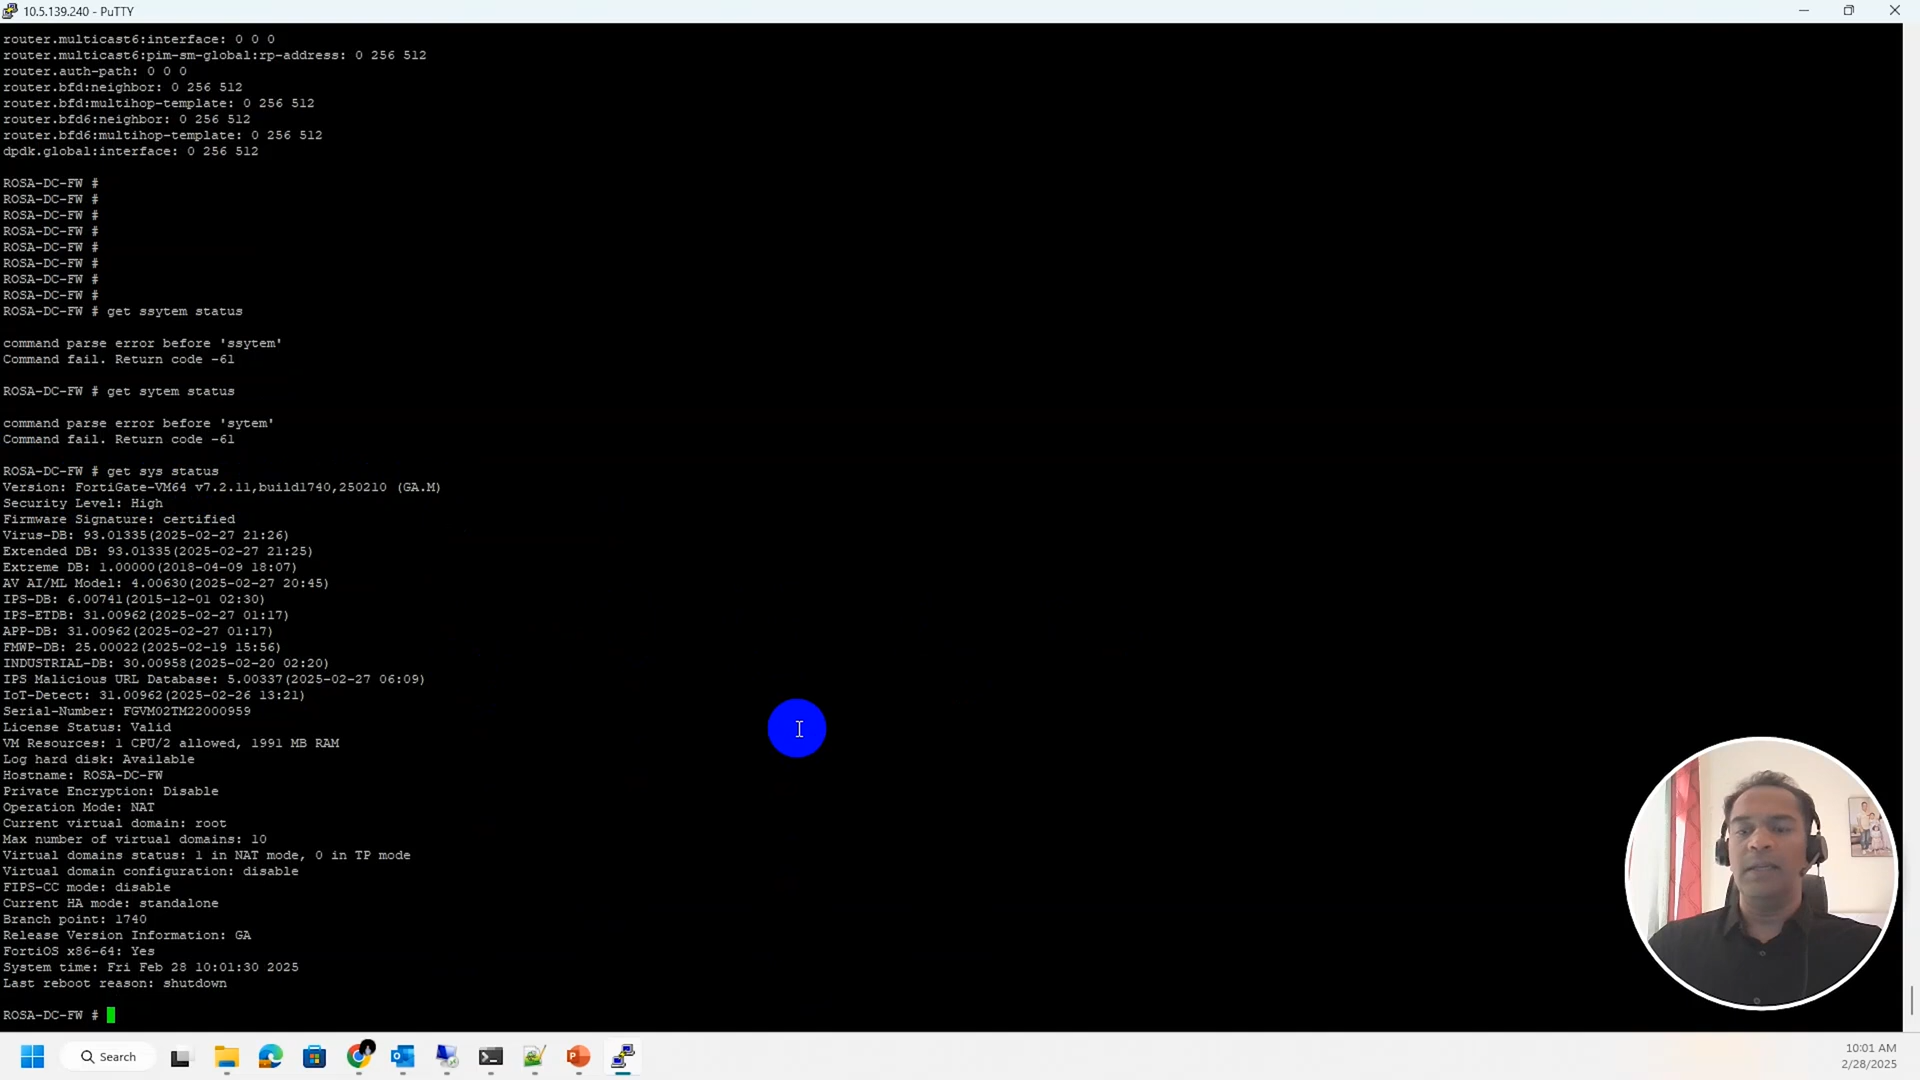 10.5.139.240 - PuTTY
router.multicast6:interface: 0 0 0
router.multicast6:pim-sm-global:rp-address: 0 256 512
router.auth-path: 0 0 0
router.bfd:neighbor: 0 256 512
router.bfd:multihop-template: 0 256 512
router.bfd6:neighbor: 0 256 512
router.bfd6:multihop-template: 0 256 512
dpdk.global:interface: 0 256 512
ROSA-DC-FW #
ROSA-DC-FW #
ROSA-DC-FW #
ROSA-DC-FW #
ROSA-DC-FW #
ROSA-DC-FW #
ROSA-DC-FW #
ROSA-DC-FW #
ROSA-DC-FW # get ssytem status
command parse error before 'ssytem'
Command fail. Return code -61
ROSA-DC-FW # get sytem status
command parse error before 'sytem'
Command fail. Return code -61
ROSA-DC-FW # get sys status
Version: FortiGate-VM64 v7.2.11,build1740,250210 (GA.M)
Security Level: High
Firmware Signature: certified
Virus-DB: 93.01335(2025-02-27 21:26)
Extended DB: 93.01335(2025-02-27 21:25)
Extreme DB: 1.00000(2018-04-09 18:07)
AV AI/ML Model: 4.00630(2025-02-27 20:45)
IPS-DB: 6.00741(2015-12-01 02:30)
IPS-ETDB: 31.00962(2025-02-27 01:17)
APP-DB: 31.00962(2025-02-27 01:17)
FMWP-DB: 25.00022(2025-02-19 15:56)
INDUSTRIAL-DB: 30.00958(2025-02-20 02:20)
IPS Malicious URL Database: 5.00337(2025-02-27 06:09)
IoT-Detect: 31.00962(2025-02-26 13:21)
Serial-Number: FGVM02TM22000959
License Status: Valid
VM Resources: 1 CPU/2 allowed, 1991 MB RAM
Log hard disk: Available
Hostname: ROSA-DC-FW
Private Encryption: Disable
Operation Mode: NAT
Current virtual domain: root
Max number of virtual domains: 10
Virtual domains status: 1 in NAT mode, 0 in TP mode
Virtual domain configuration: disable
FIPS-CC mode: disable
Current HA mode: standalone
Branch point: 1740
Release Version Information: GA
FortiOS x86-64: Yes
System time: Fri Feb 28 10:01:30 2025
Last reboot reason: shutdown
ROSA-DC-FW #
Search
10:01 AM
2/28/2025